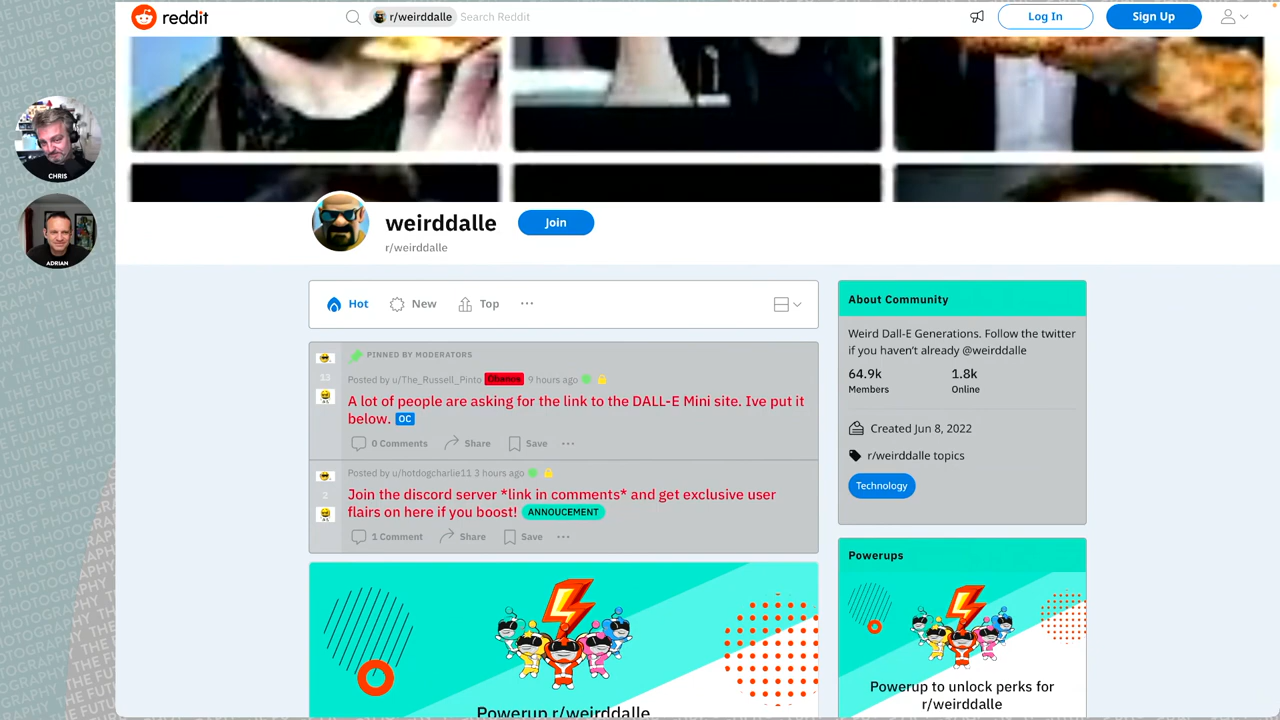 reddit
r/weirddalle Search Reddit
Log In
Sign Up
CHRIS
ADRIAN
weirddalle
Join
r/weirddalle
Hot
New
Top
PINNED BY MODERATORS
13
Posted by u/The_Russell_Pinto Obanos 9 hours ago
A lot of people are asking for the link to the DALL-E Mini site. Ive put it
below. OC
0 Comments
Share
Save
Posted by u/hotdogcharlie11 3 hours ago
2
Join the discord server *link in comments* and get exclusive user
flairs on here if you boost! ANNOUCEMENT
1 Comment
Share
Save
Powerup r/weirddalle
About Community
Weird Dall-E Generations. Follow the twitter
if you haven't already @weirddalle
64.9k
1.8k
Members
Online
Created Jun 8, 2022
r/weirddalle topics
Technology
Powerups
Powerup to unlock perks for
r/weirddalle